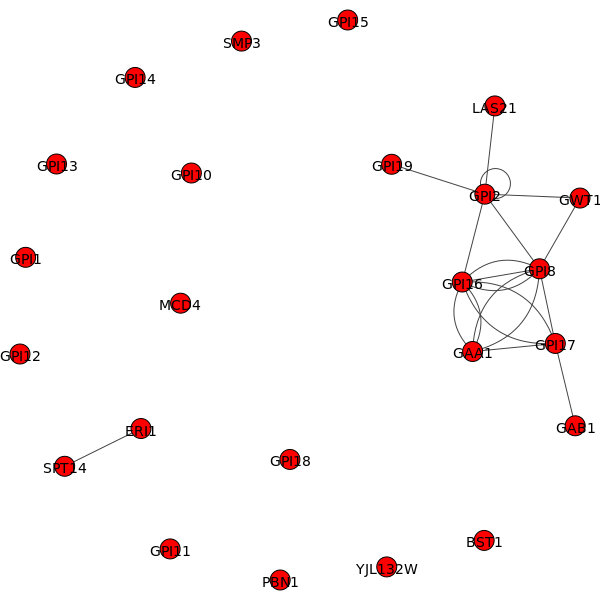 GPI15
SMP3
GPI14
LAS21
GPI13
GPI10
GPI19
GPI2
GWT1
GPI1
GPI8
GPI16
MCD4
GPI12
GAA1
GPI17
ERI1
GAB1
SPT14
GPI18
GPI11
BST1
PBN1
YJL132W